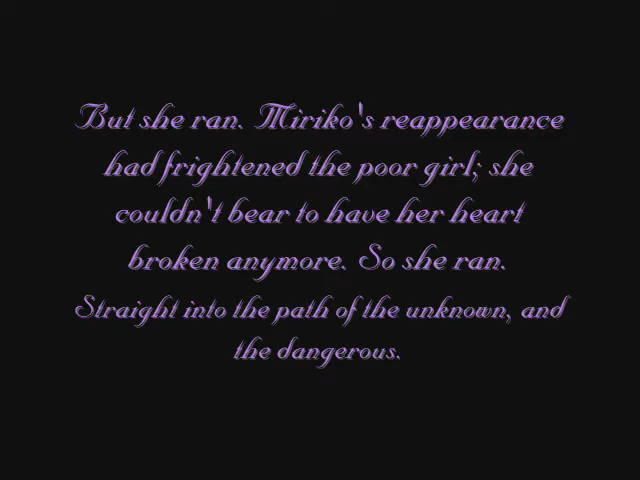 But she ran. Miriko's reappearance
had frightened the poor girl; she
couldn't bear to have her heart
broken anymore. So she ran.
Straight into the path of the unknown, and
the dangerous.